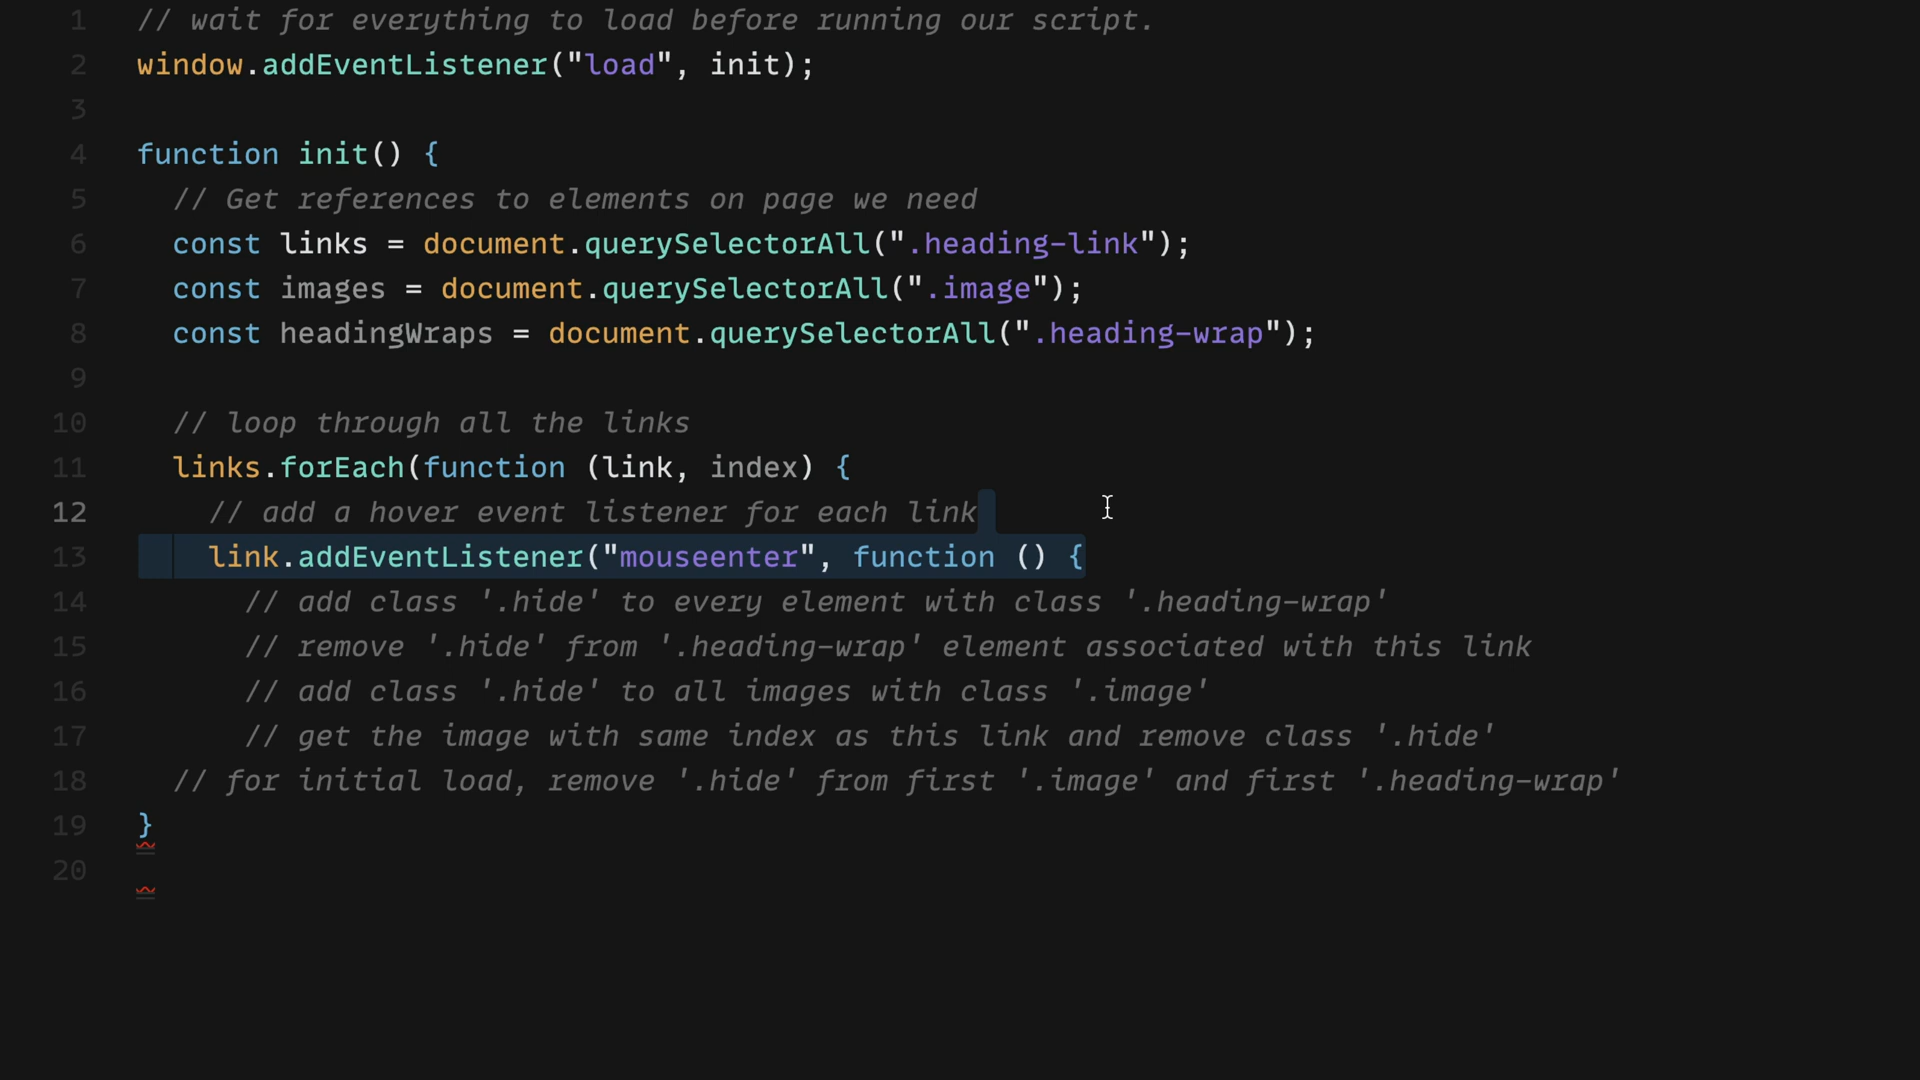 1 // wait for everything to load before running our script.
2 window.addEventListener("load", init);
3
4 function init() {
5   // Get references to elements on page we need
6   const links = document.querySelectorAll(".heading-link");
7   const images = document.querySelectorAll(".image");
8   const headingWraps = document.querySelectorAll(".heading-wrap");
9
10   // loop through all the links
11   links.forEach(function (link, index) {
12     // add a hover event listener for each link
13     link.addEventListener("mouseenter", function () {
14       // add class '.hide' to every element with class '.heading-wrap'
15       // remove '.hide' from '.heading-wrap' element associated with this link
16       // add class '.hide' to all images with class '.image'
17       // get the image with same index as this link and remove class '.hide'
18   // for initial load, remove '.hide' from first '.image' and first '.heading-wrap'
19 }
20